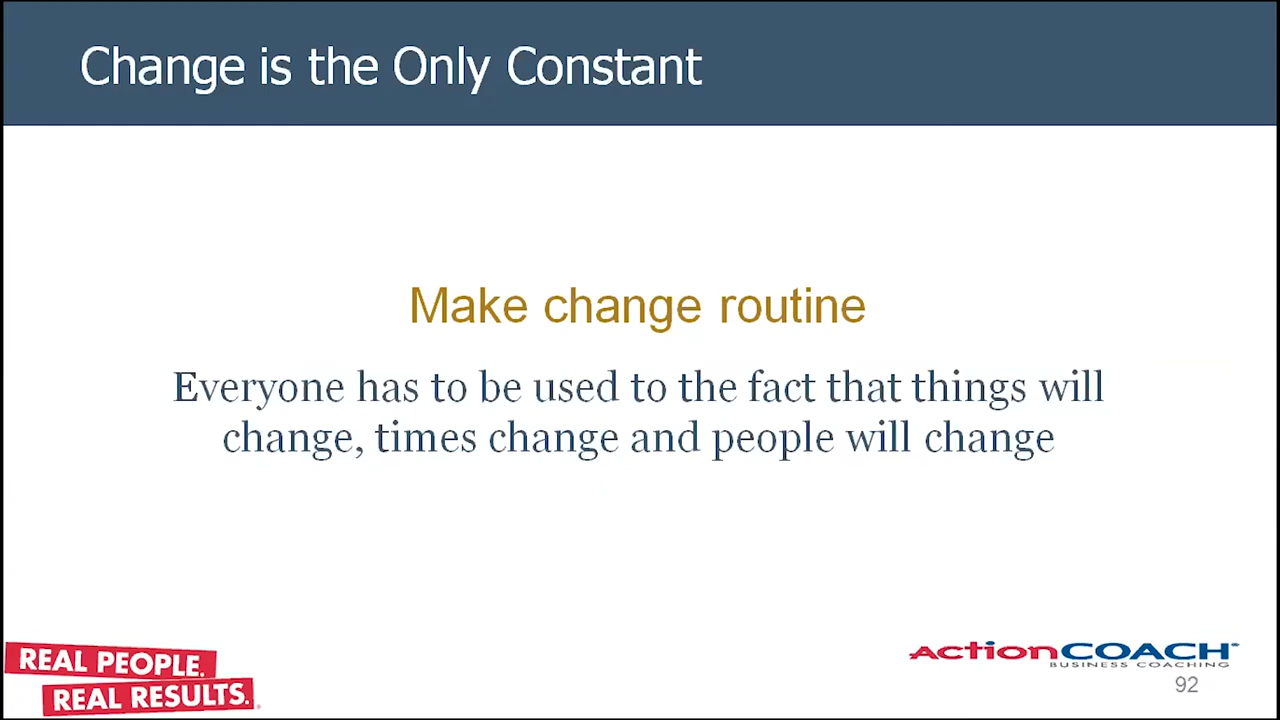 Change is the Only Constant
Make change routine
Everyone has to be used to the fact that things will
change, times change and people will change
REAL PEOPLE.
REAL RESULTS.
ActionCOACH
BUSINESS COACHING
92